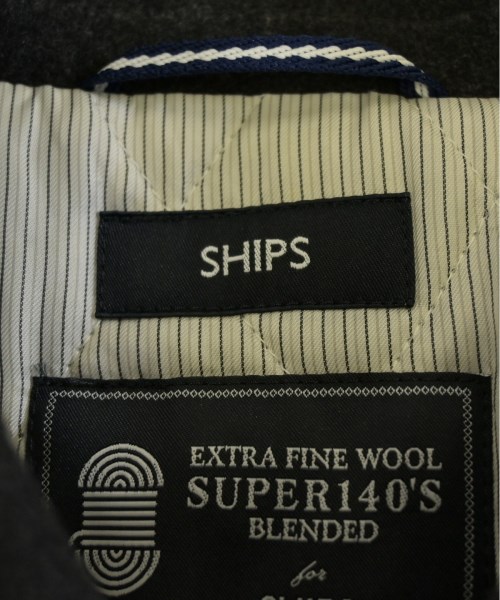 SHIPS
EXTRA FINE WOOL
SUPER140'S
BLENDED
for